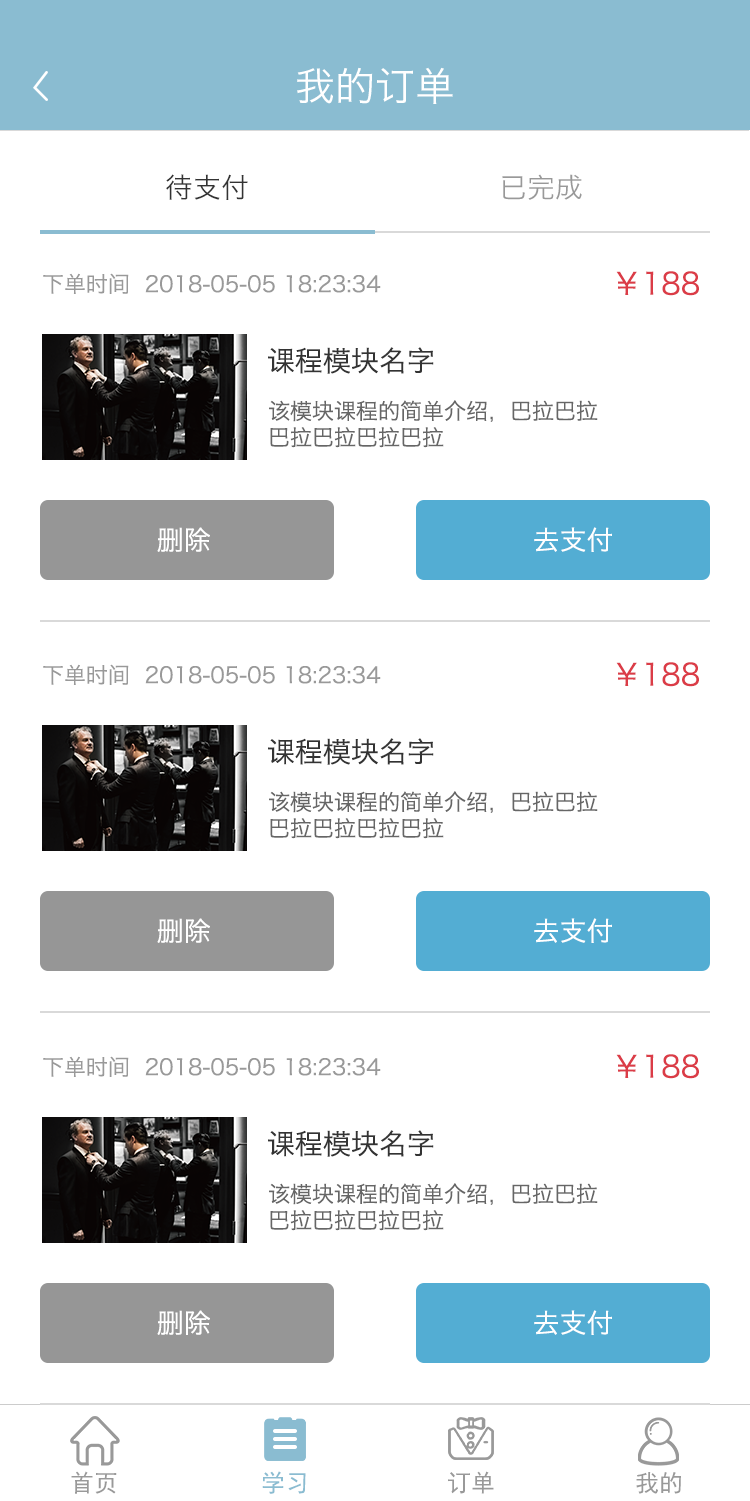 我的订单
待支付 已完成
下单时间 2018-05-05 18:23:34 ￥188
课程模块名字
该模块课程的简单介绍，巴拉巴拉
巴拉巴拉巴拉巴拉
删除 去支付
下单时间 2018-05-05 18:23:34 ￥188
课程模块名字
该模块课程的简单介绍，巴拉巴拉
巴拉巴拉巴拉巴拉
删除 去支付
下单时间 2018-05-05 18:23:34 ￥188
课程模块名字
该模块课程的简单介绍，巴拉巴拉
巴拉巴拉巴拉巴拉
删除 去支付
首页 学习 订单 我的